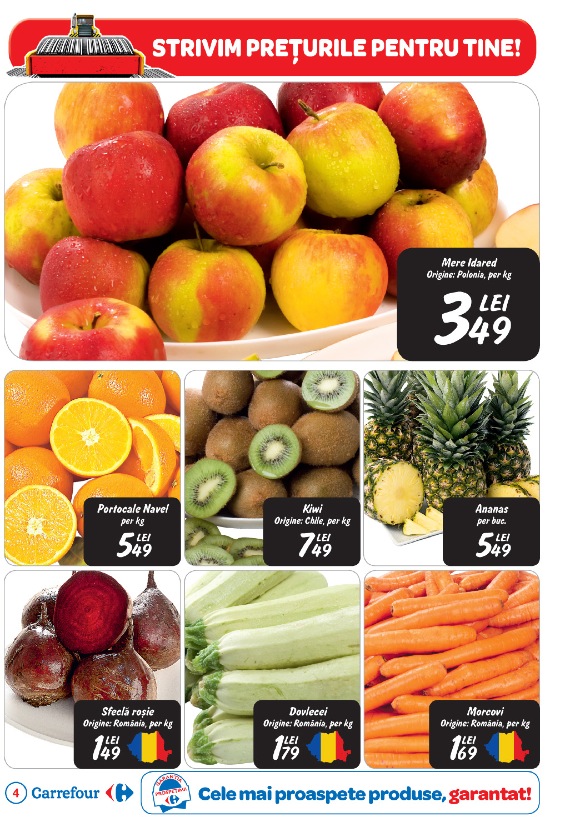 STRIVIM PREȚURILE PENTRU TINE!
Mere Idared
Origine: Polonia, per kg
3 LEI 49
Portocale Navel
per kg
5 LEI 49
Kiwi
Origine: Chile, per kg
7 LEI 49
Ananas
per buc.
5 LEI 49
Sfeclă roșie
Origine: România, per kg
1 LEI 49
Dovlecei
Origine: România, per kg
1 LEI 79
Morcovi
Origine: România, per kg
1 LEI 69
4 Carrefour
GARANȚIA
PROSPEȚIMII
Cele mai proaspete produse, garantat!